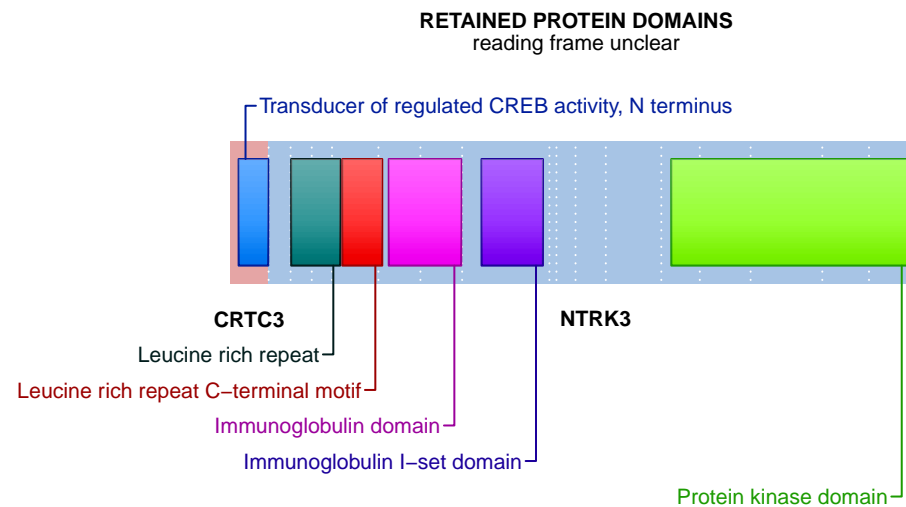 RETAINED PROTEIN DOMAINS
reading frame unclear
Transducer of regulated CREB activity, N terminus
CRTC3
NTRK3
Leucine rich repeat
Leucine rich repeat C−terminal motif
Immunoglobulin domain
Immunoglobulin I−set domain
Protein kinase domain